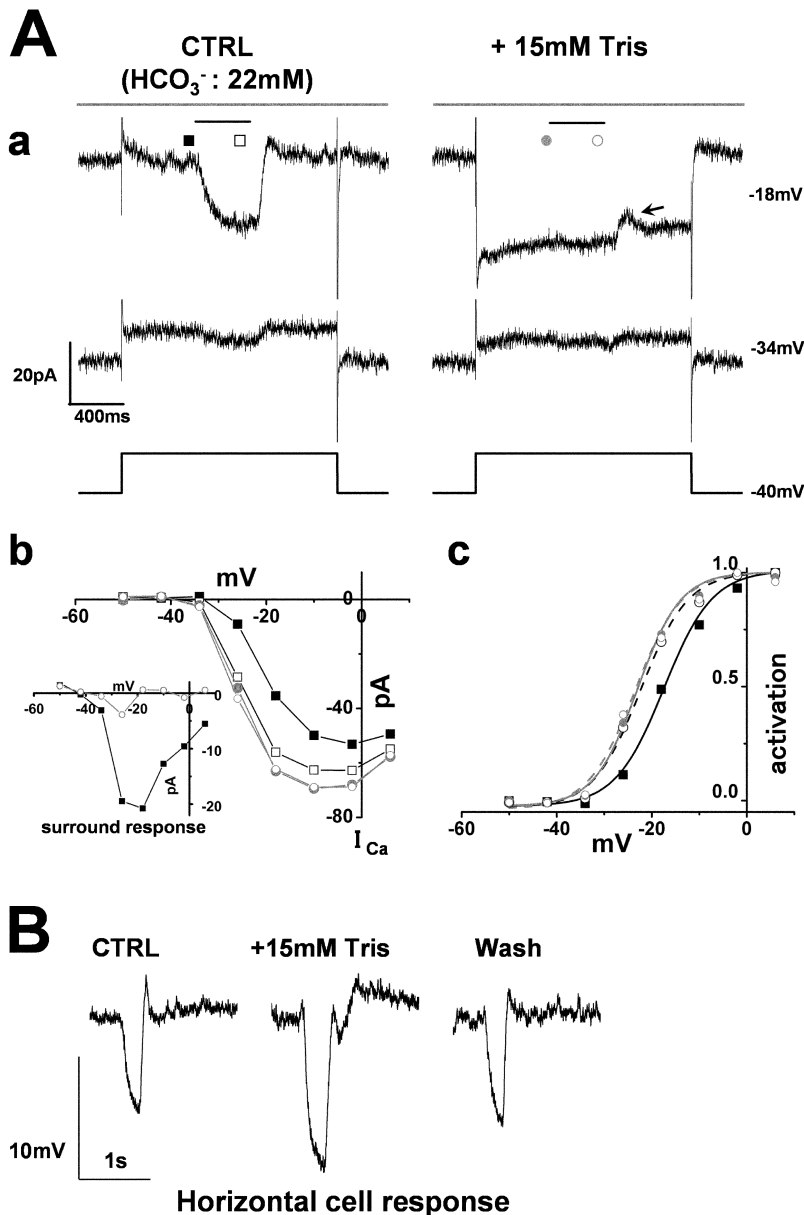 A
CTRL
(HCO3- : 22mM)
+ 15mM Tris
a
-18mV
-34mV
20pA
400ms
-40mV
b
mV
-60 -40 -20 0
-40
-80
pA
ICa
mV
-60 -40 -20 0
-10
-20
pA
surround response
c
1.0
0.5
0.0
activation
-60 -40 -20 0
mV
B
CTRL
+15mM Tris
Wash
10mV
1s
Horizontal cell response